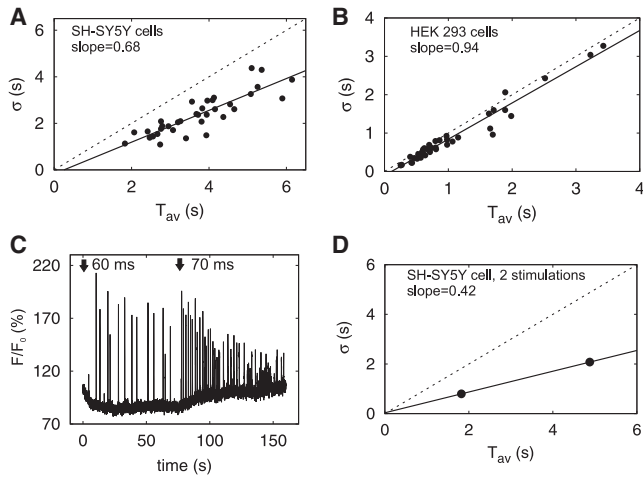 A
SH-SY5Y cells
slope=0.68
σ (s)
6
4
2
0
0 2 4 6
T_av (s)
B
HEK 293 cells
slope=0.94
σ (s)
4
3
2
1
0
0 1 2 3 4
T_av (s)
C
60 ms 70 ms
F/F_0 (%)
220
170
120
70
0 50 100 150
time (s)
D
SH-SY5Y cell, 2 stimulations
slope=0.42
σ (s)
6
4
2
0
0 2 4 6
T_av (s)